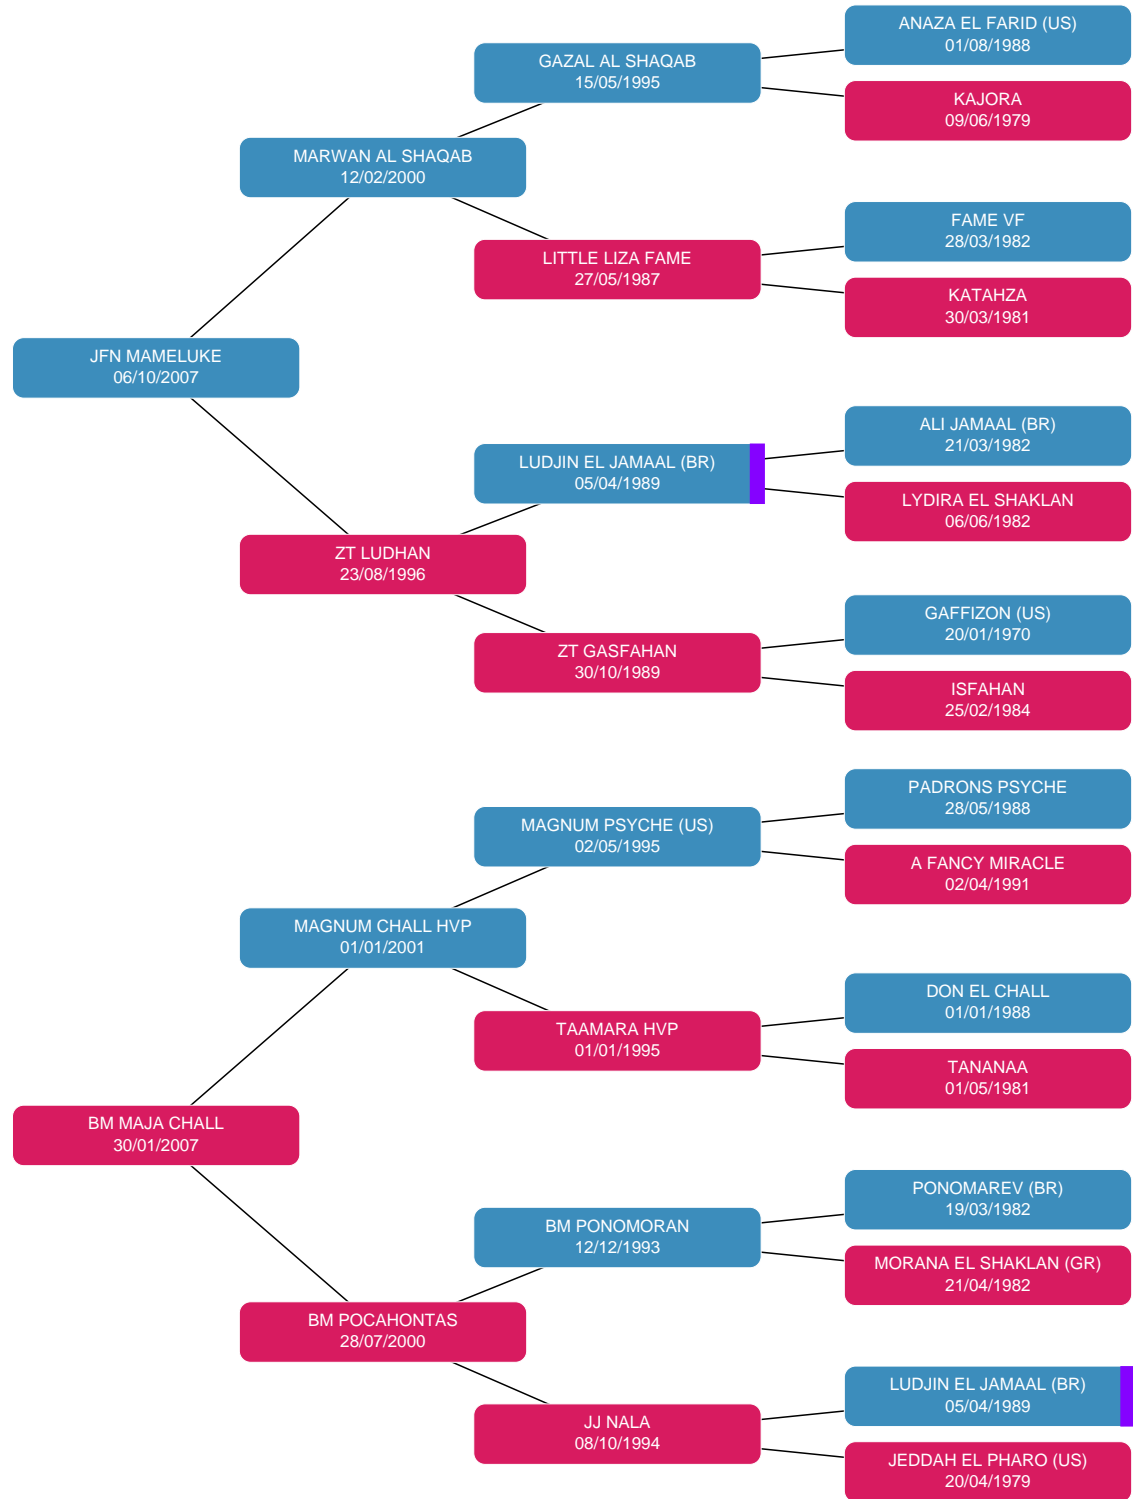 ANAZA EL FARID (US)
01/08/1988
GAZAL AL SHAQAB
15/05/1995
KAJORA
09/06/1979
MARWAN AL SHAQAB
12/02/2000
FAME VF
28/03/1982
LITTLE LIZA FAME
27/05/1987
KATAHZA
30/03/1981
JFN MAMELUKE
06/10/2007
ALI JAMAAL (BR)
21/03/1982
LUDJIN EL JAMAAL (BR)
05/04/1989
LYDIRA EL SHAKLAN
06/06/1982
ZT LUDHAN
23/08/1996
GAFFIZON (US)
20/01/1970
ZT GASFAHAN
30/10/1989
ISFAHAN
25/02/1984
PADRONS PSYCHE
28/05/1988
MAGNUM PSYCHE (US)
02/05/1995
A FANCY MIRACLE
02/04/1991
MAGNUM CHALL HVP
01/01/2001
DON EL CHALL
01/01/1988
TAAMARA HVP
01/01/1995
TANANAA
01/05/1981
BM MAJA CHALL
30/01/2007
PONOMAREV (BR)
19/03/1982
BM PONOMORAN
12/12/1993
MORANA EL SHAKLAN (GR)
21/04/1982
BM POCAHONTAS
28/07/2000
LUDJIN EL JAMAAL (BR)
05/04/1989
JJ NALA
08/10/1994
JEDDAH EL PHARO (US)
20/04/1979